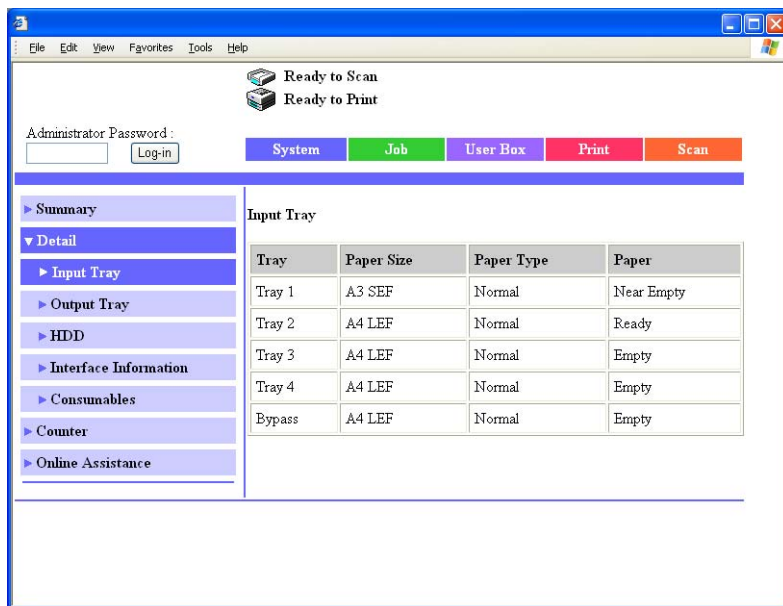 File Edit View Favorites Tools Help
Ready to Scan
Ready to Print
Administrator Password :
Log-in
System Job User Box Print Scan
Summary
Detail
Input Tray
Output Tray
HDD
Interface Information
Consumables
Counter
Online Assistance
Input Tray
Tray Paper Size Paper Type Paper
Tray 1 A3 SEF Normal Near Empty
Tray 2 A4 LEF Normal Ready
Tray 3 A4 LEF Normal Empty
Tray 4 A4 LEF Normal Empty
Bypass A4 LEF Normal Empty